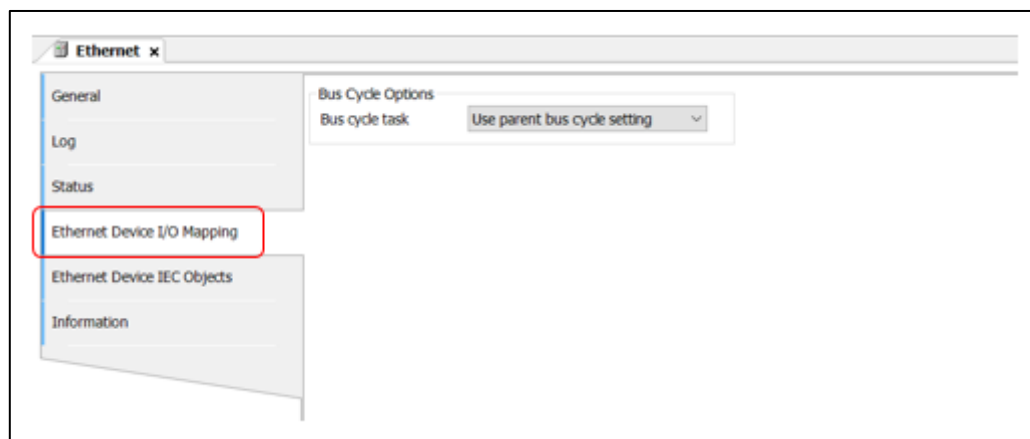 Ethernet x
General
Log
Status
Ethernet Device I/O Mapping
Ethernet Device IEC Objects
Information
Bus Cycle Options
Bus cycle task Use parent bus cycle setting